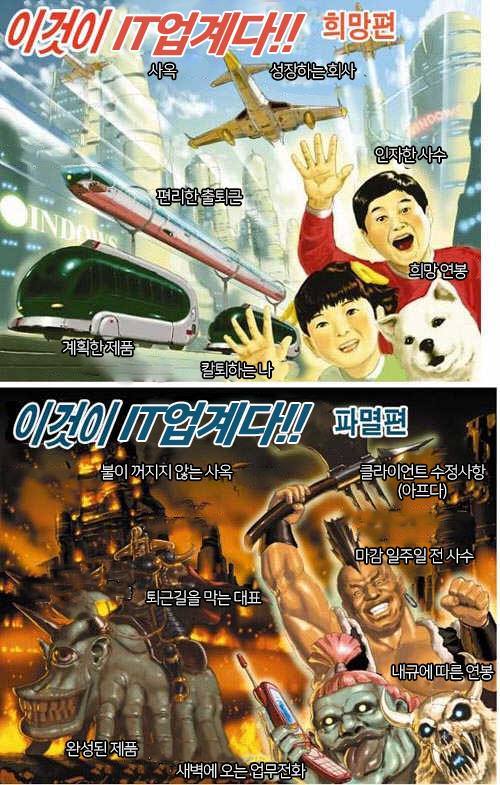 이것이 IT업계다!! 희망편
사옥
성장하는 회사
인자한 사수
편리한 출퇴근
INDOWS
INDOWS
희망 연봉
계획한 제품
칼퇴하는 나
이것이 IT업계다!! 파멸편
불이 꺼지지 않는 사옥
클라이언트 수정사항
(아프다)
마감 일주일 전 사수
퇴근길을 막는 대표
내규에 따른 연봉
완성된 제품
새벽에 오는 업무전화